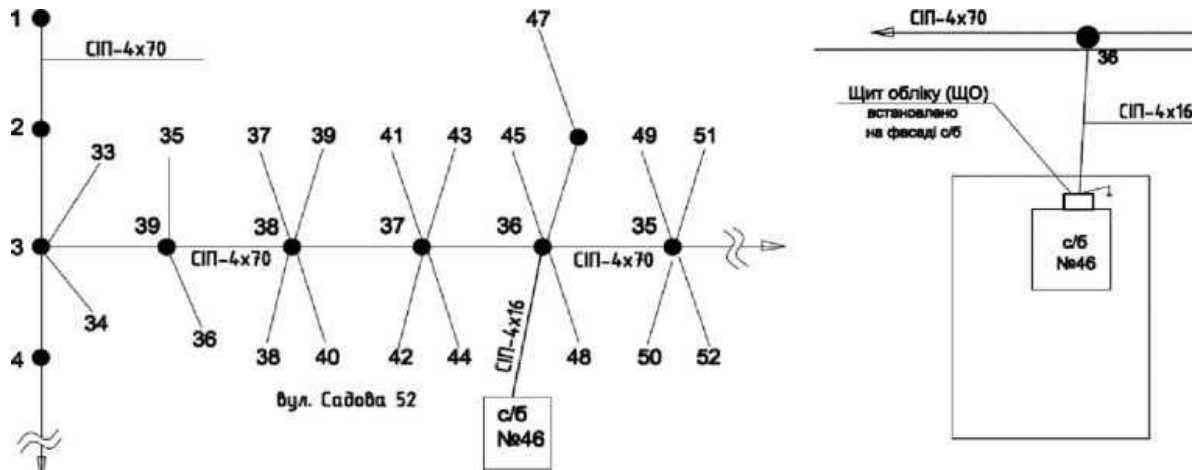 1
СІП-4х70
2
33
35
37
39
41
43
45
47
49
51
3
39
38
37
36
35
СІП-4х70
СІП-4х70
34
36
38
40
42
44
СІП-4х16
48
50
52
4
вул. Садова 52
с/б
№46
СІП-4х70
36
Щит обліку (ЩО)
встановлено
на фасаді с/б
СІП-4х16
с/б
№46